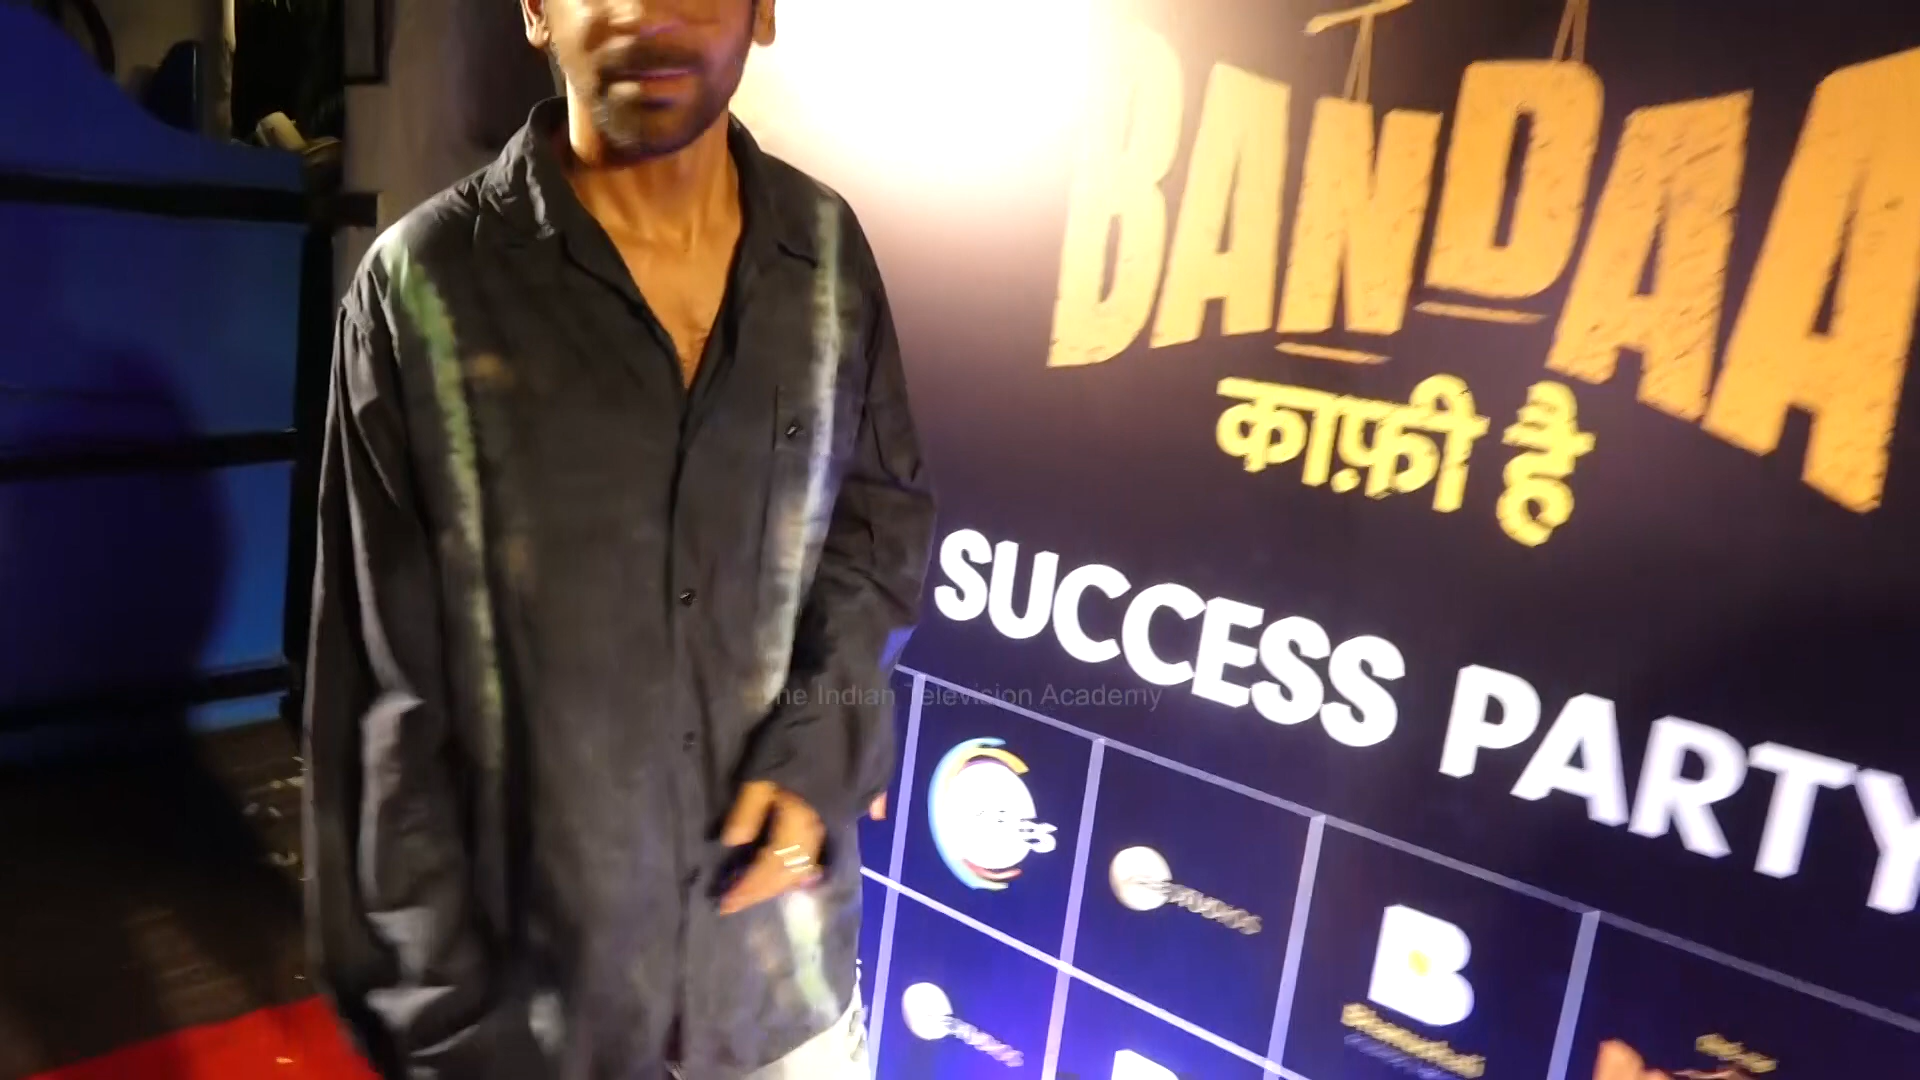 BANDAA
काफ़ी है
SUCCESS PARTY
The Indian Television Academy
B